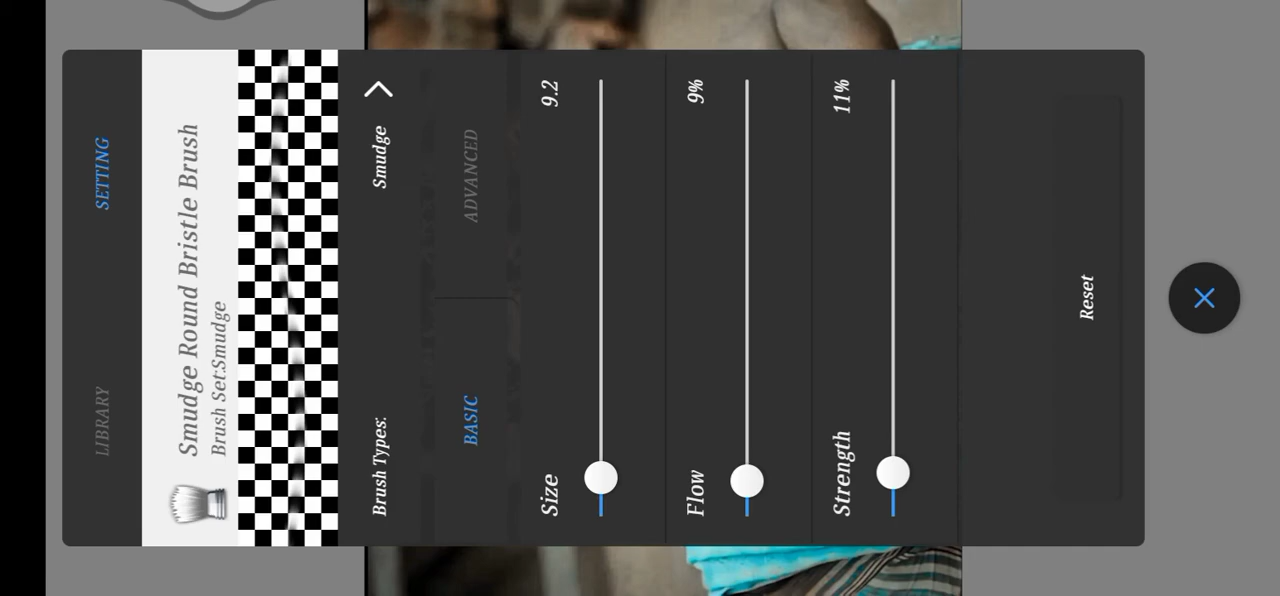 LIBRARY SETTING
Smudge Round Bristle Brush
Brush Set:Smudge
Brush Types: Smudge
BASIC ADVANCED
Size 9.2
Flow 9%
Strength 11%
Reset